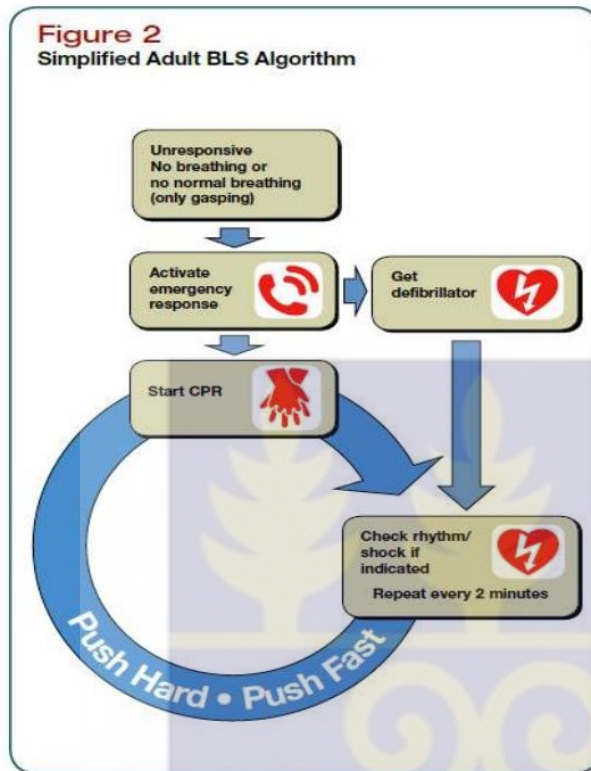 Figure 2
Simplified Adult BLS Algorithm
Unresponsive
No breathing or
no normal breathing
(only gasping)
Activate
emergency
response
Get
defibrillator
Start CPR
Check rhythm/
shock if
indicated
Repeat every 2 minutes
Push Hard • Push Fast